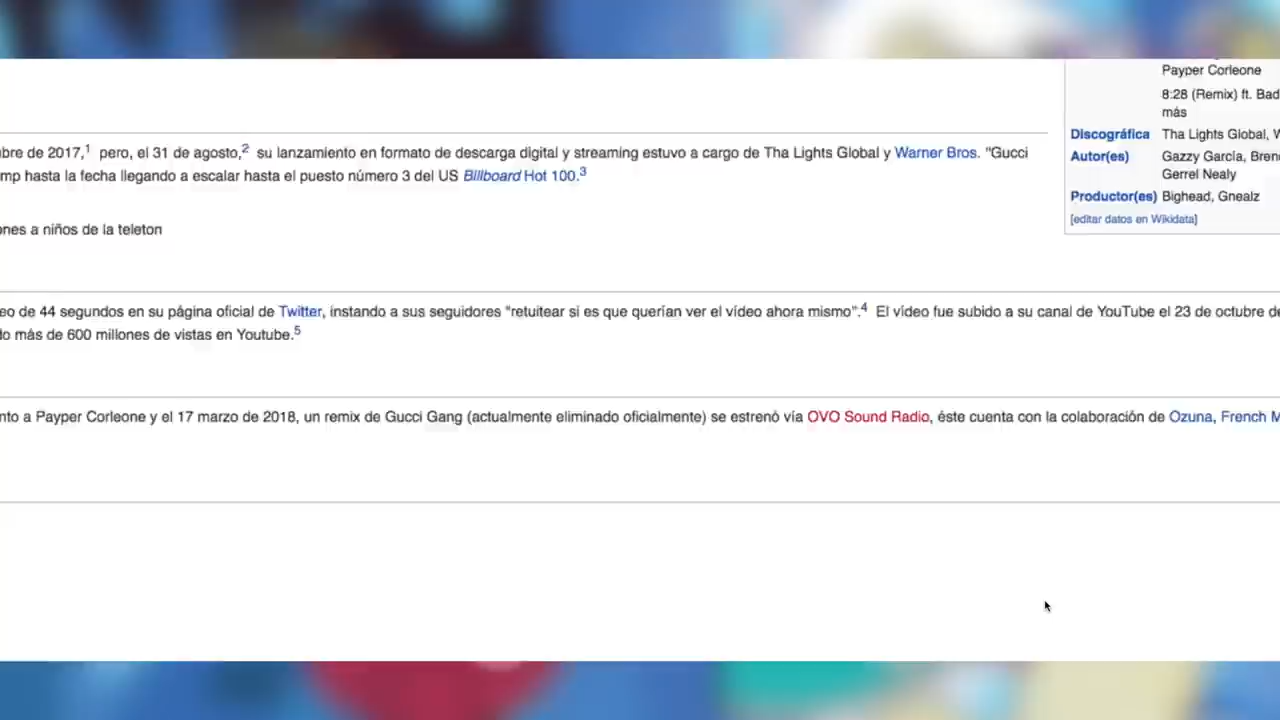 bre de 2017,1 pero, el 31 de agosto,2 su lanzamiento en formato de descarga digital y streaming estuvo a cargo de Tha Lights Global y Warner Bros. "Gucci
mp hasta la fecha llegando a escalar hasta el puesto número 3 del US Billboard Hot 100.3
nes a niños de la teleton
eo de 44 segundos en su página oficial de Twitter, instando a sus seguidores "retuitear si es que querían ver el vídeo ahora mismo".4 El vídeo fue subido a su canal de YouTube el 23 de octubre de
do más de 600 millones de vistas en Youtube.5
nto a Payper Corleone y el 17 marzo de 2018, un remix de Gucci Gang (actualmente eliminado oficialmente) se estrenó vía OVO Sound Radio, éste cuenta con la colaboración de Ozuna, French M
Payper Corleone
8:28 (Remix) ft. Bad
más
Discográfica Tha Lights Global, W
Autor(es) Gazzy García, Bren
Gerrel Nealy
Productor(es) Bighead, Gnealz
[editar datos en Wikidata]